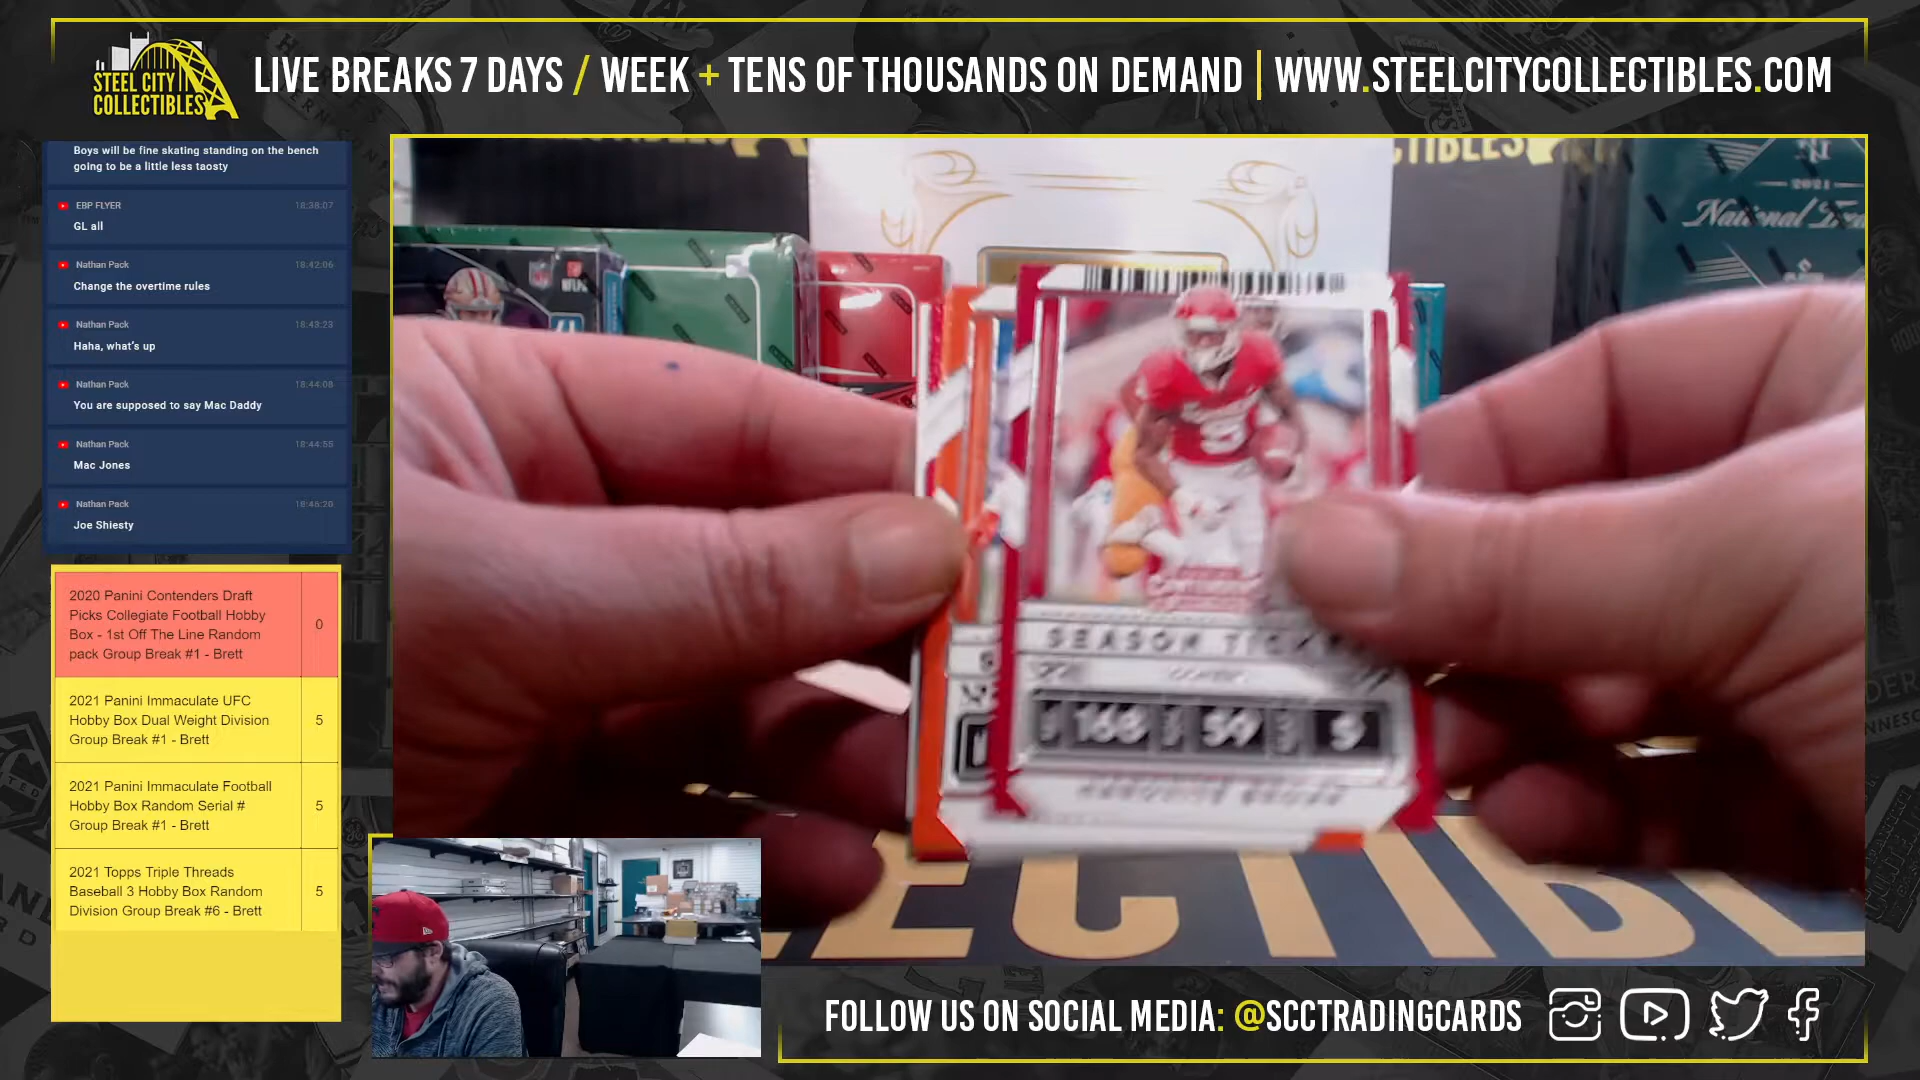 STEEL CITY
COLLECTIBLES
LIVE BREAKS 7 DAYS / WEEK + TENS OF THOUSANDS ON DEMAND | WWW.STEELCITYCOLLECTIBLES.COM
Boys will be fine skating standing on the bench
going to be a little less taosty
EBP FLYER 18:38:07
GL all
Nathan Pack 18:42:06
Change the overtime rules
Nathan Pack 18:43:23
Haha, what's up
Nathan Pack 18:44:08
You are supposed to say Mac Daddy
Nathan Pack 18:44:55
Mac Jones
Nathan Pack 18:46:20
Joe Shiesty
2020 Panini Contenders Draft
Picks Collegiate Football Hobby
Box - 1st Off The Line Random
pack Group Break #1 - Brett
0
2021 Panini Immaculate UFC
Hobby Box Dual Weight Division
Group Break #1 - Brett
5
2021 Panini Immaculate Football
Hobby Box Random Serial #
Group Break #1 - Brett
5
2021 Topps Triple Threads
Baseball 3 Hobby Box Random
Division Group Break #6 - Brett
5
2021
National
SEASON
168 59 9
FOLLOW US ON SOCIAL MEDIA: @SCCTRADINGCARDS